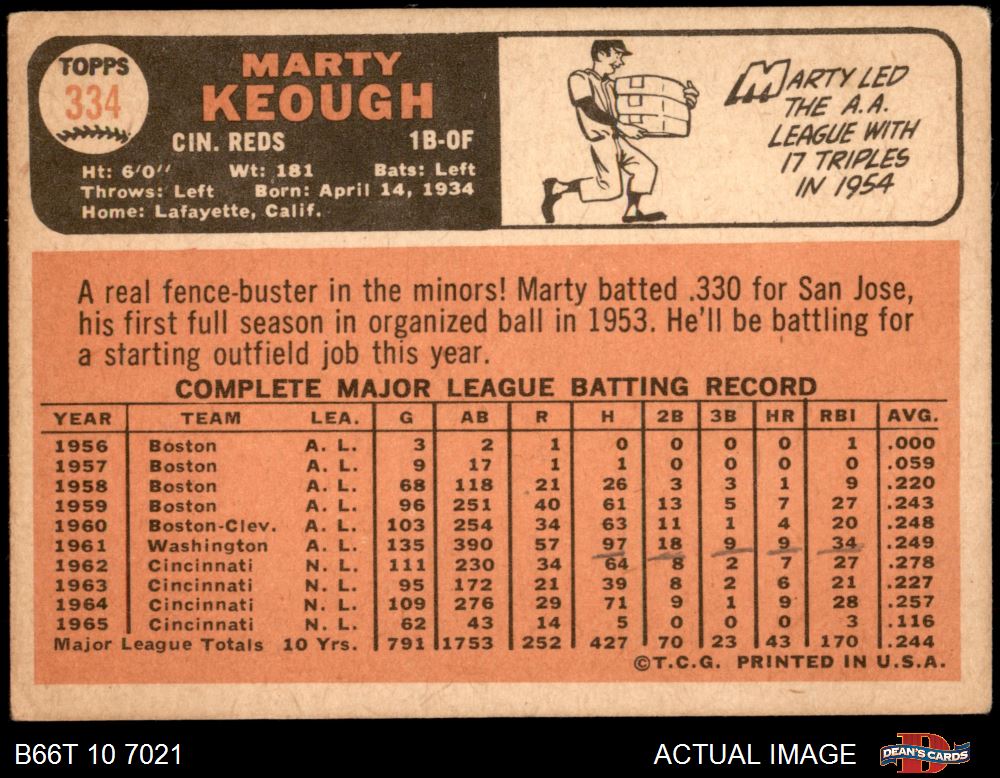 TOPPS
334
MARTY
KEOUGH
CIN. REDS 1B-OF
Ht: 6'0" Wt: 181 Bats: Left
Throws: Left Born: April 14, 1934
Home: Lafayette, Calif.
MARTY LED
THE A.A.
LEAGUE WITH
17 TRIPLES
IN 1954
A real fence-buster in the minors! Marty batted .330 for San Jose,
his first full season in organized ball in 1953. He'll be battling for
a starting outfield job this year.
COMPLETE MAJOR LEAGUE BATTING RECORD
YEAR TEAM LEA. G AB R H 2B 3B HR RBI AVG.
1956 Boston A. L. 3 2 1 0 0 0 0 1 .000
1957 Boston A. L. 9 17 1 1 0 0 0 0 .059
1958 Boston A. L. 68 118 21 26 3 3 1 9 .220
1959 Boston A. L. 96 251 40 61 13 5 7 27 .243
1960 Boston-Clev. A. L. 103 254 34 63 11 1 4 20 .248
1961 Washington A. L. 135 390 57 97 18 9 9 34 .249
1962 Cincinnati N. L. 111 230 34 64 8 2 7 27 .278
1963 Cincinnati N. L. 95 172 21 39 8 2 6 21 .227
1964 Cincinnati N. L. 109 276 29 71 9 1 9 28 .257
1965 Cincinnati N. L. 62 43 14 5 0 0 0 3 .116
Major League Totals 10 Yrs. 791 1753 252 427 70 23 43 170 .244
©T.C.G. PRINTED IN U.S.A.
B66T 10 7021 ACTUAL IMAGE DEAN'S CARDS